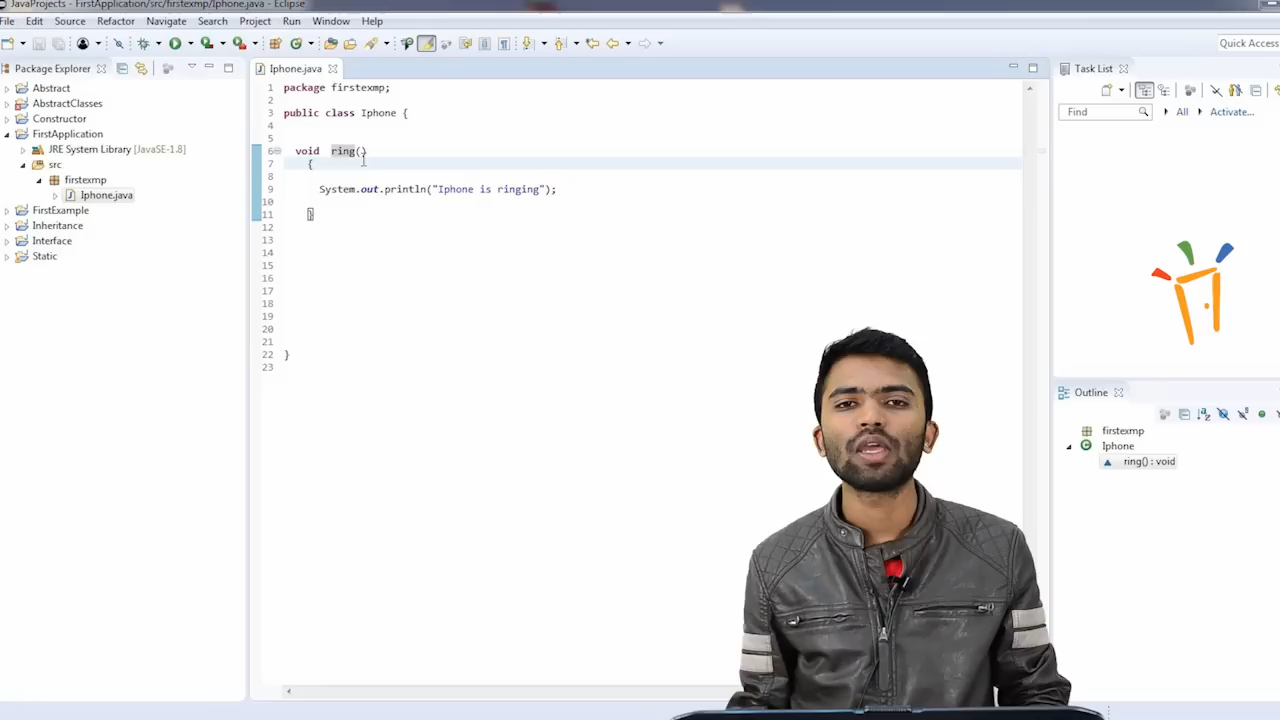 JavaProjects - FirstApplication/src/firstexmp/Iphone.java - Eclipse
File Edit Source Refactor Navigate Search Project Run Window Help
Quick Access
Package Explorer
Abstract
AbstractClasses
Constructor
FirstApplication
JRE System Library [JavaSE-1.8]
src
firstexmp
Iphone.java
FirstExample
Inheritance
Interface
Static
Iphone.java
1 package firstexmp;
2
3 public class Iphone {
4
5
6 void ring()
7 {
8
9 System.out.println("Iphone is ringing");
10
11 }
12
13
14
15
16
17
18
19
20
21
22 }
23
Task List
Find All Activate...
Outline
firstexmp
Iphone
ring() : void